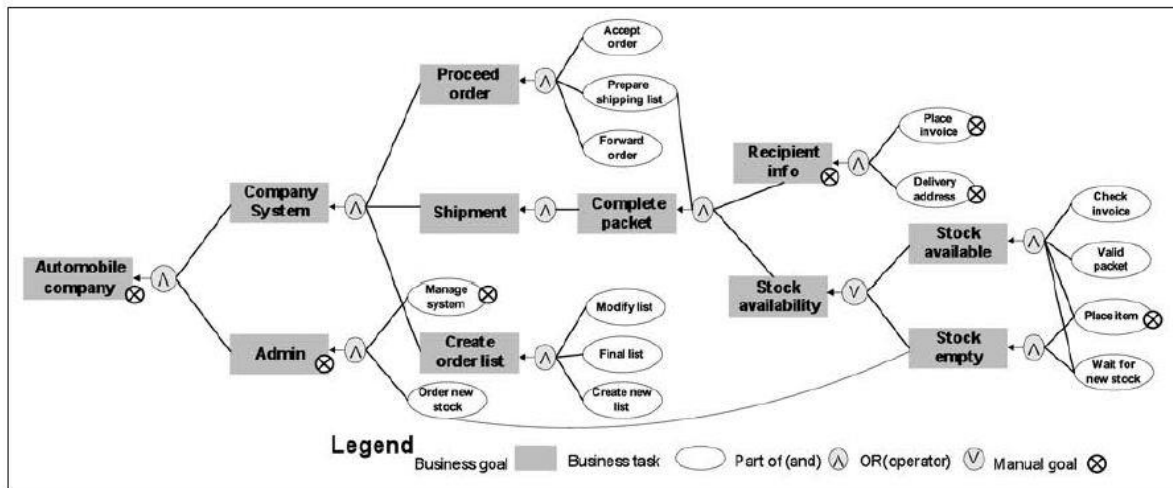 Accept
order
Proceed
order
Prepare
shipping list
Forward
order
Place
invoice
Recipient
info
Delivery
address
Company
System
Shipment
Complete
packet
Check
invoice
Stock
available
Valid
packet
Automobile
company
Manage
system
Modify list
Stock
availability
Place item
Admin
Create
order list
Final list
Stock
empty
Order new
stock
Create new
list
Wait for
new stock
Legend
Business goal Business task Part of (and) OR(operator) Manual goal